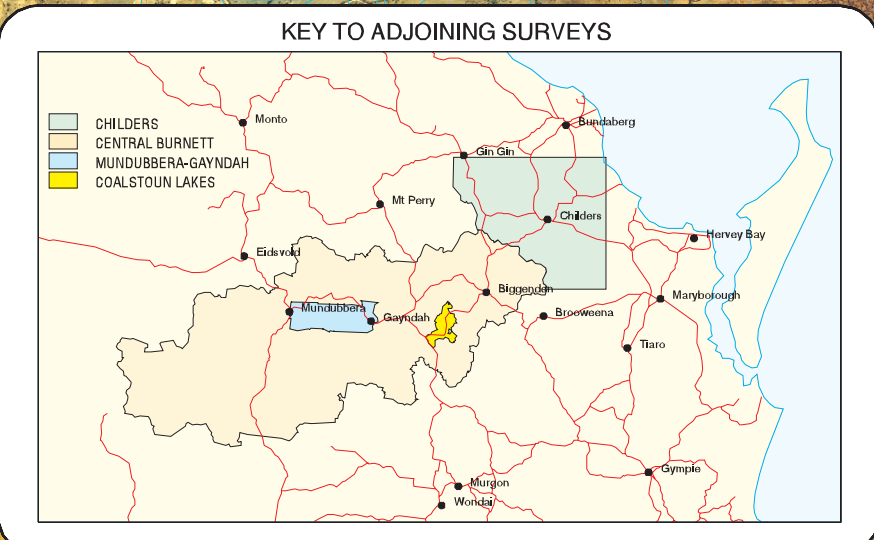 KEY TO ADJOINING SURVEYS
CHILDERS
CENTRAL BURNETT
MUNDUBBERA-GAYNDAH
COALSTOUN LAKES
Monto
Bundaberg
Gin Gin
Mt Perry
Childers
Hervey Bay
Eidsvold
Biggenden
Maryborough
Mundubbera
Gayndah
Brooweena
Tiaro
Gympie
Murgon
Wondai